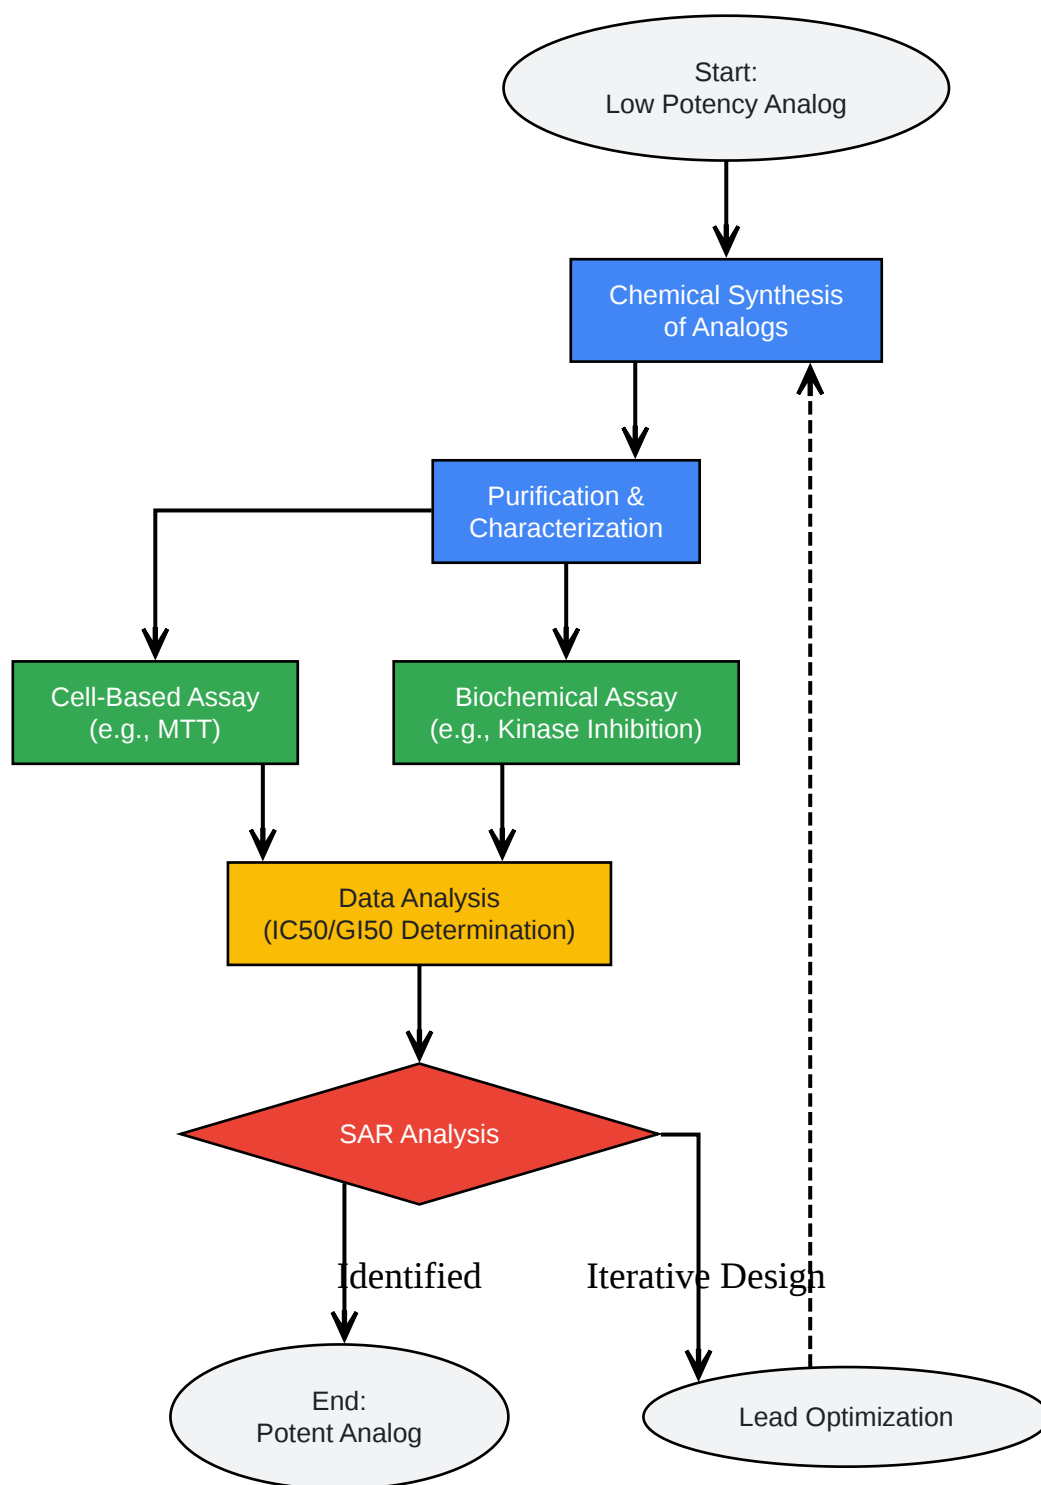 Start:
Low Potency Analog
Chemical Synthesis
of Analogs
Purification &
Characterization
Cell-Based Assay
(e.g., MTT)
Biochemical Assay
(e.g., Kinase Inhibition)
Data Analysis
(IC50/GI50 Determination)
SAR Analysis
Identified
Iterative Design
End:
Potent Analog
Lead Optimization